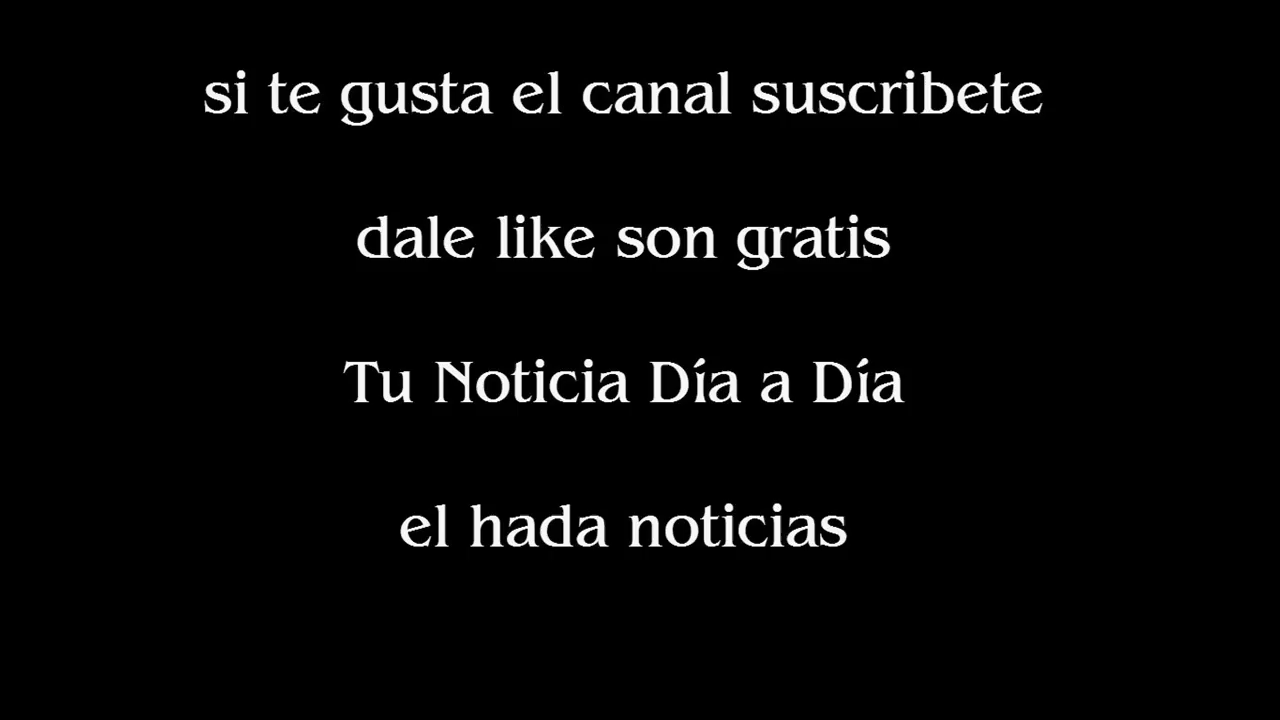 si te gusta el canal suscribete
dale like son gratis
Tu Noticia Día a Día
el hada noticias